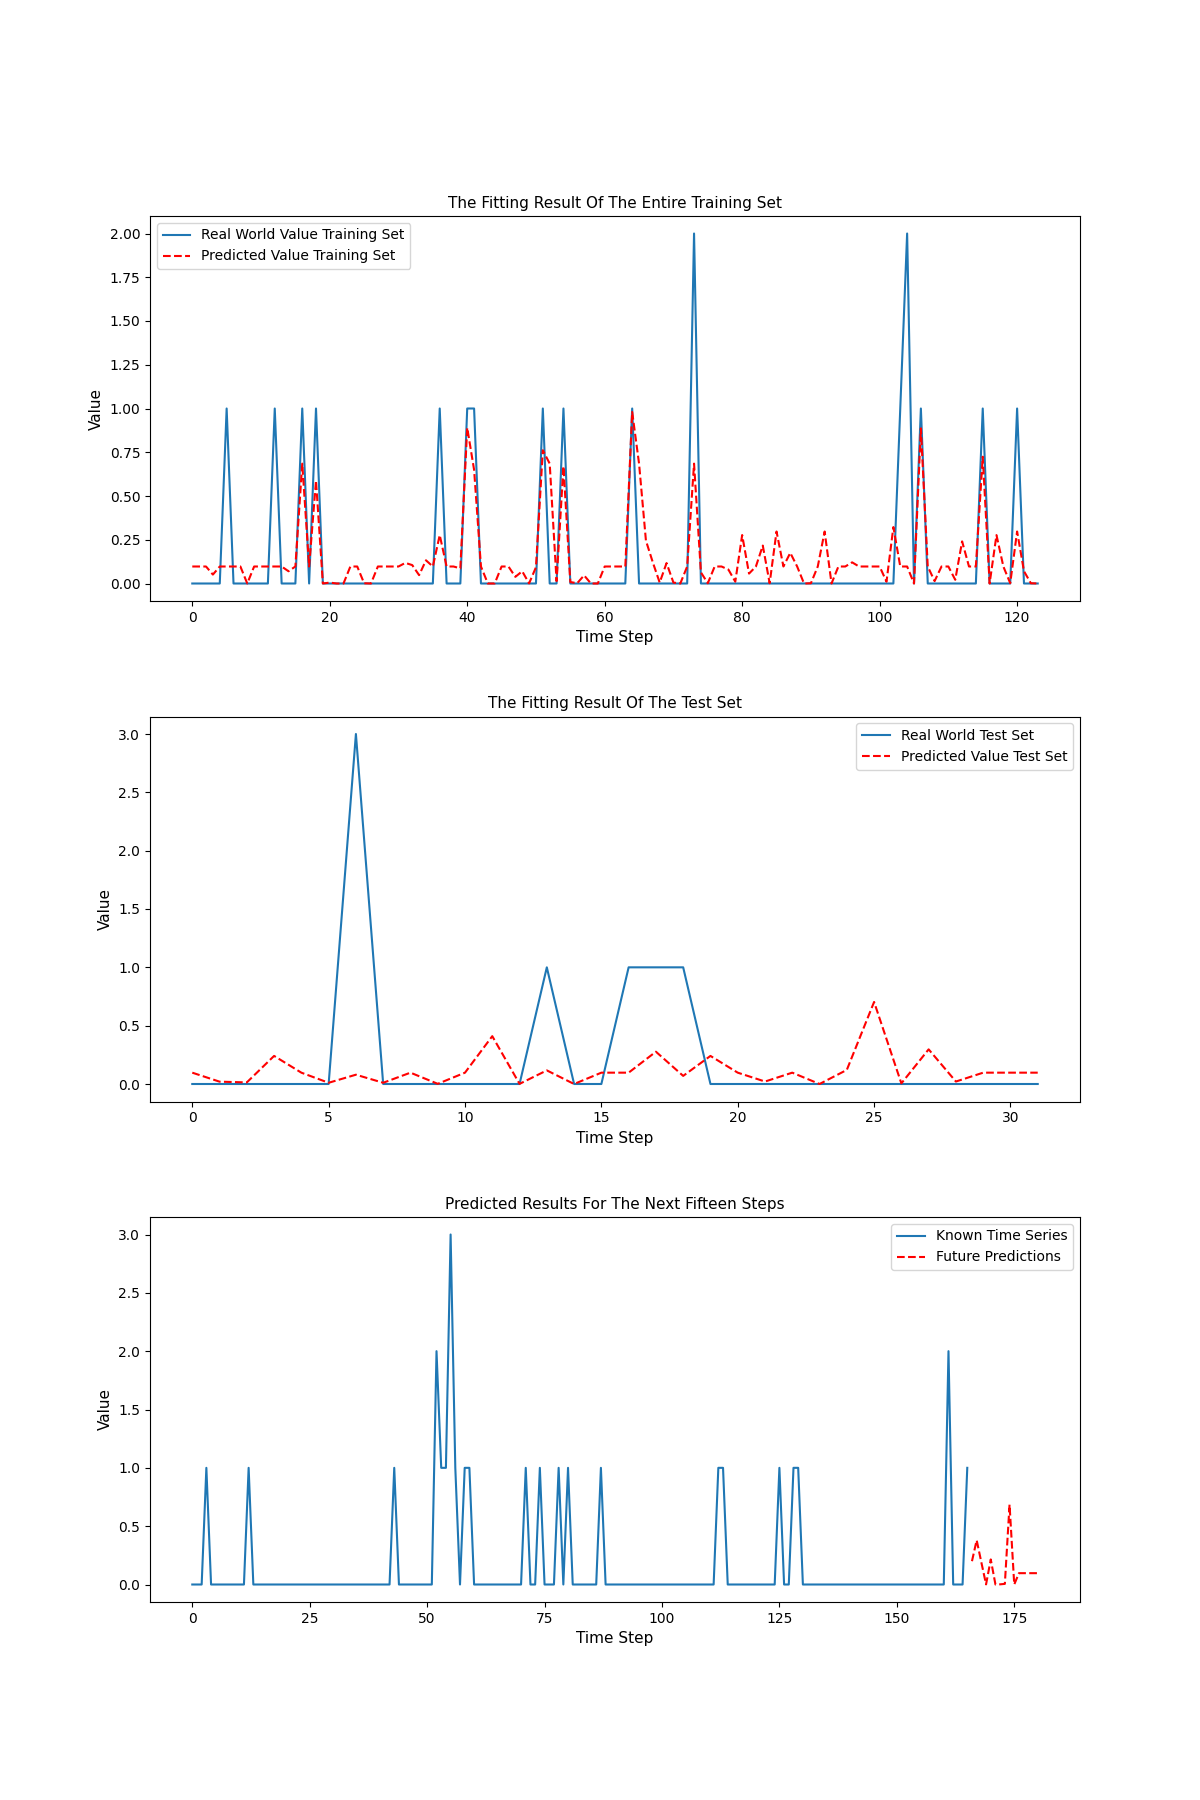 The Fitting Result Of The Entire Training Set
Real World Value Training Set
Predicted Value Training Set
2.00
1.75
1.50
1.25
1.00
0.75
0.50
0.25
0.00
Value
0 20 40 60 80 100 120
Time Step
The Fitting Result Of The Test Set
Real World Test Set
Predicted Value Test Set
3.0
2.5
2.0
1.5
1.0
0.5
0.0
Value
0 5 10 15 20 25 30
Time Step
Predicted Results For The Next Fifteen Steps
Known Time Series
Future Predictions
3.0
2.5
2.0
1.5
1.0
0.5
0.0
Value
0 25 50 75 100 125 150 175
Time Step